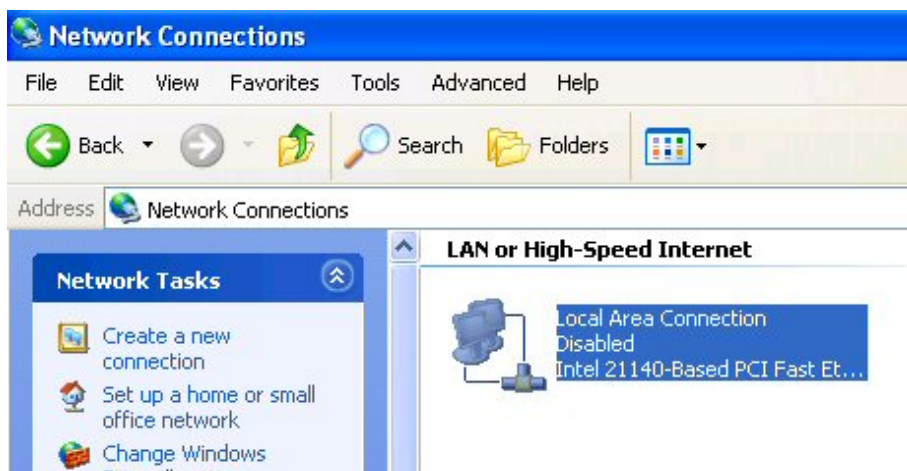 Network Connections
File Edit View Favorites Tools Advanced Help
Back Search Folders
Address Network Connections
LAN or High-Speed Internet
Network Tasks
Local Area Connection
Disabled
Intel 21140-Based PCI Fast Et...
Create a new
connection
Set up a home or small
office network
Change Windows